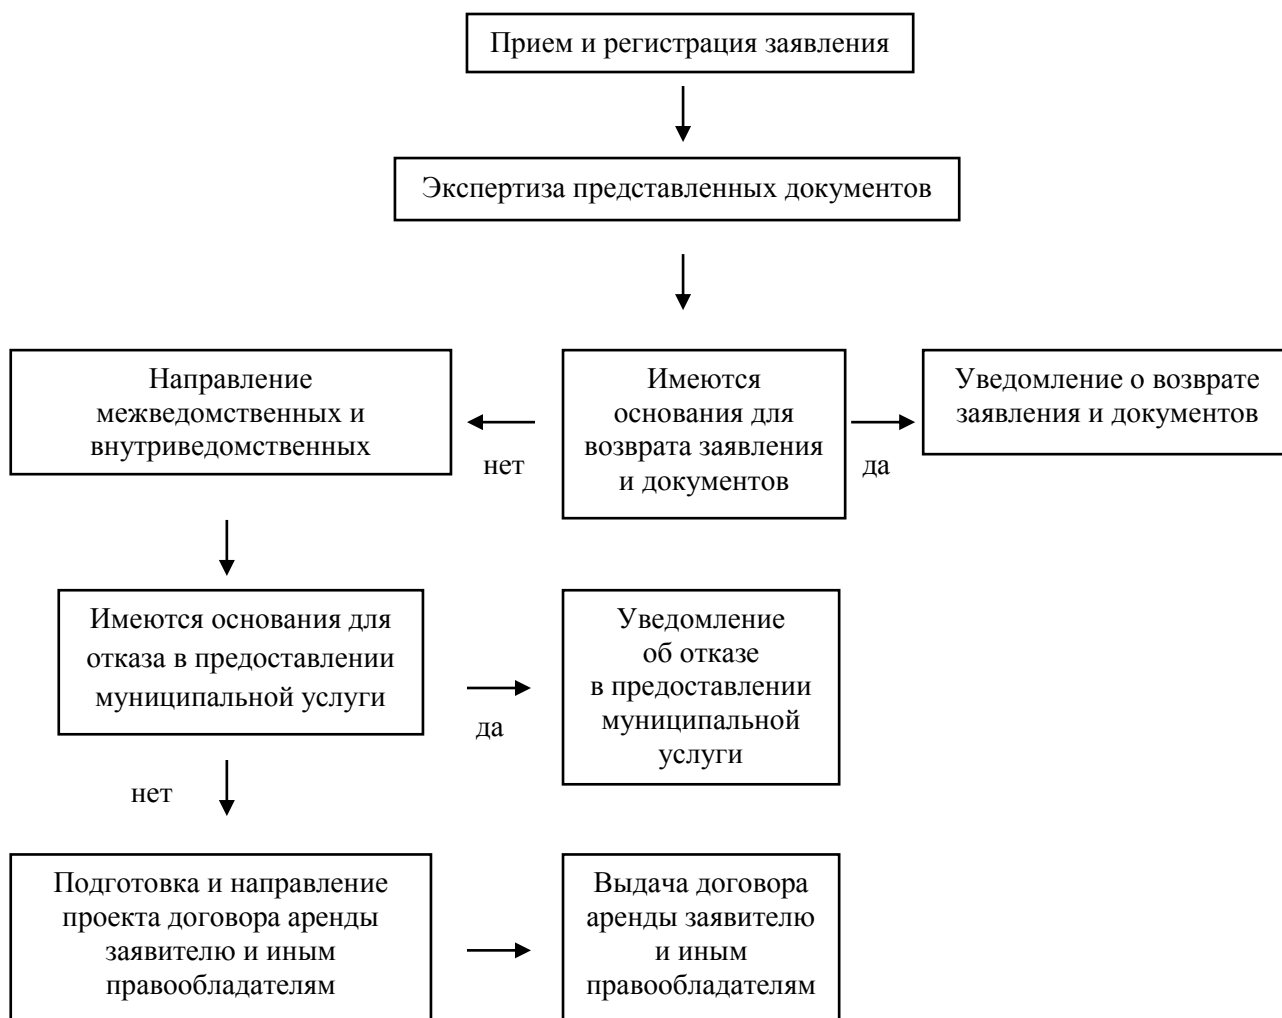 Прием и регистрация заявления
Экспертиза представленных документов
Направление
межведомственных и
внутриведомственных
нет
Имеются
основания для
возврата заявления
и документов
да
Уведомление о возврате
заявления и документов
Имеются основания для
отказа в предоставлении
муниципальной услуги
да
Уведомление
об отказе
в предоставлении
муниципальной
услуги
нет
Подготовка и направление
проекта договора аренды
заявителю и иным
правообладателям
Выдача договора
аренды заявителю
и иным
правообладателям